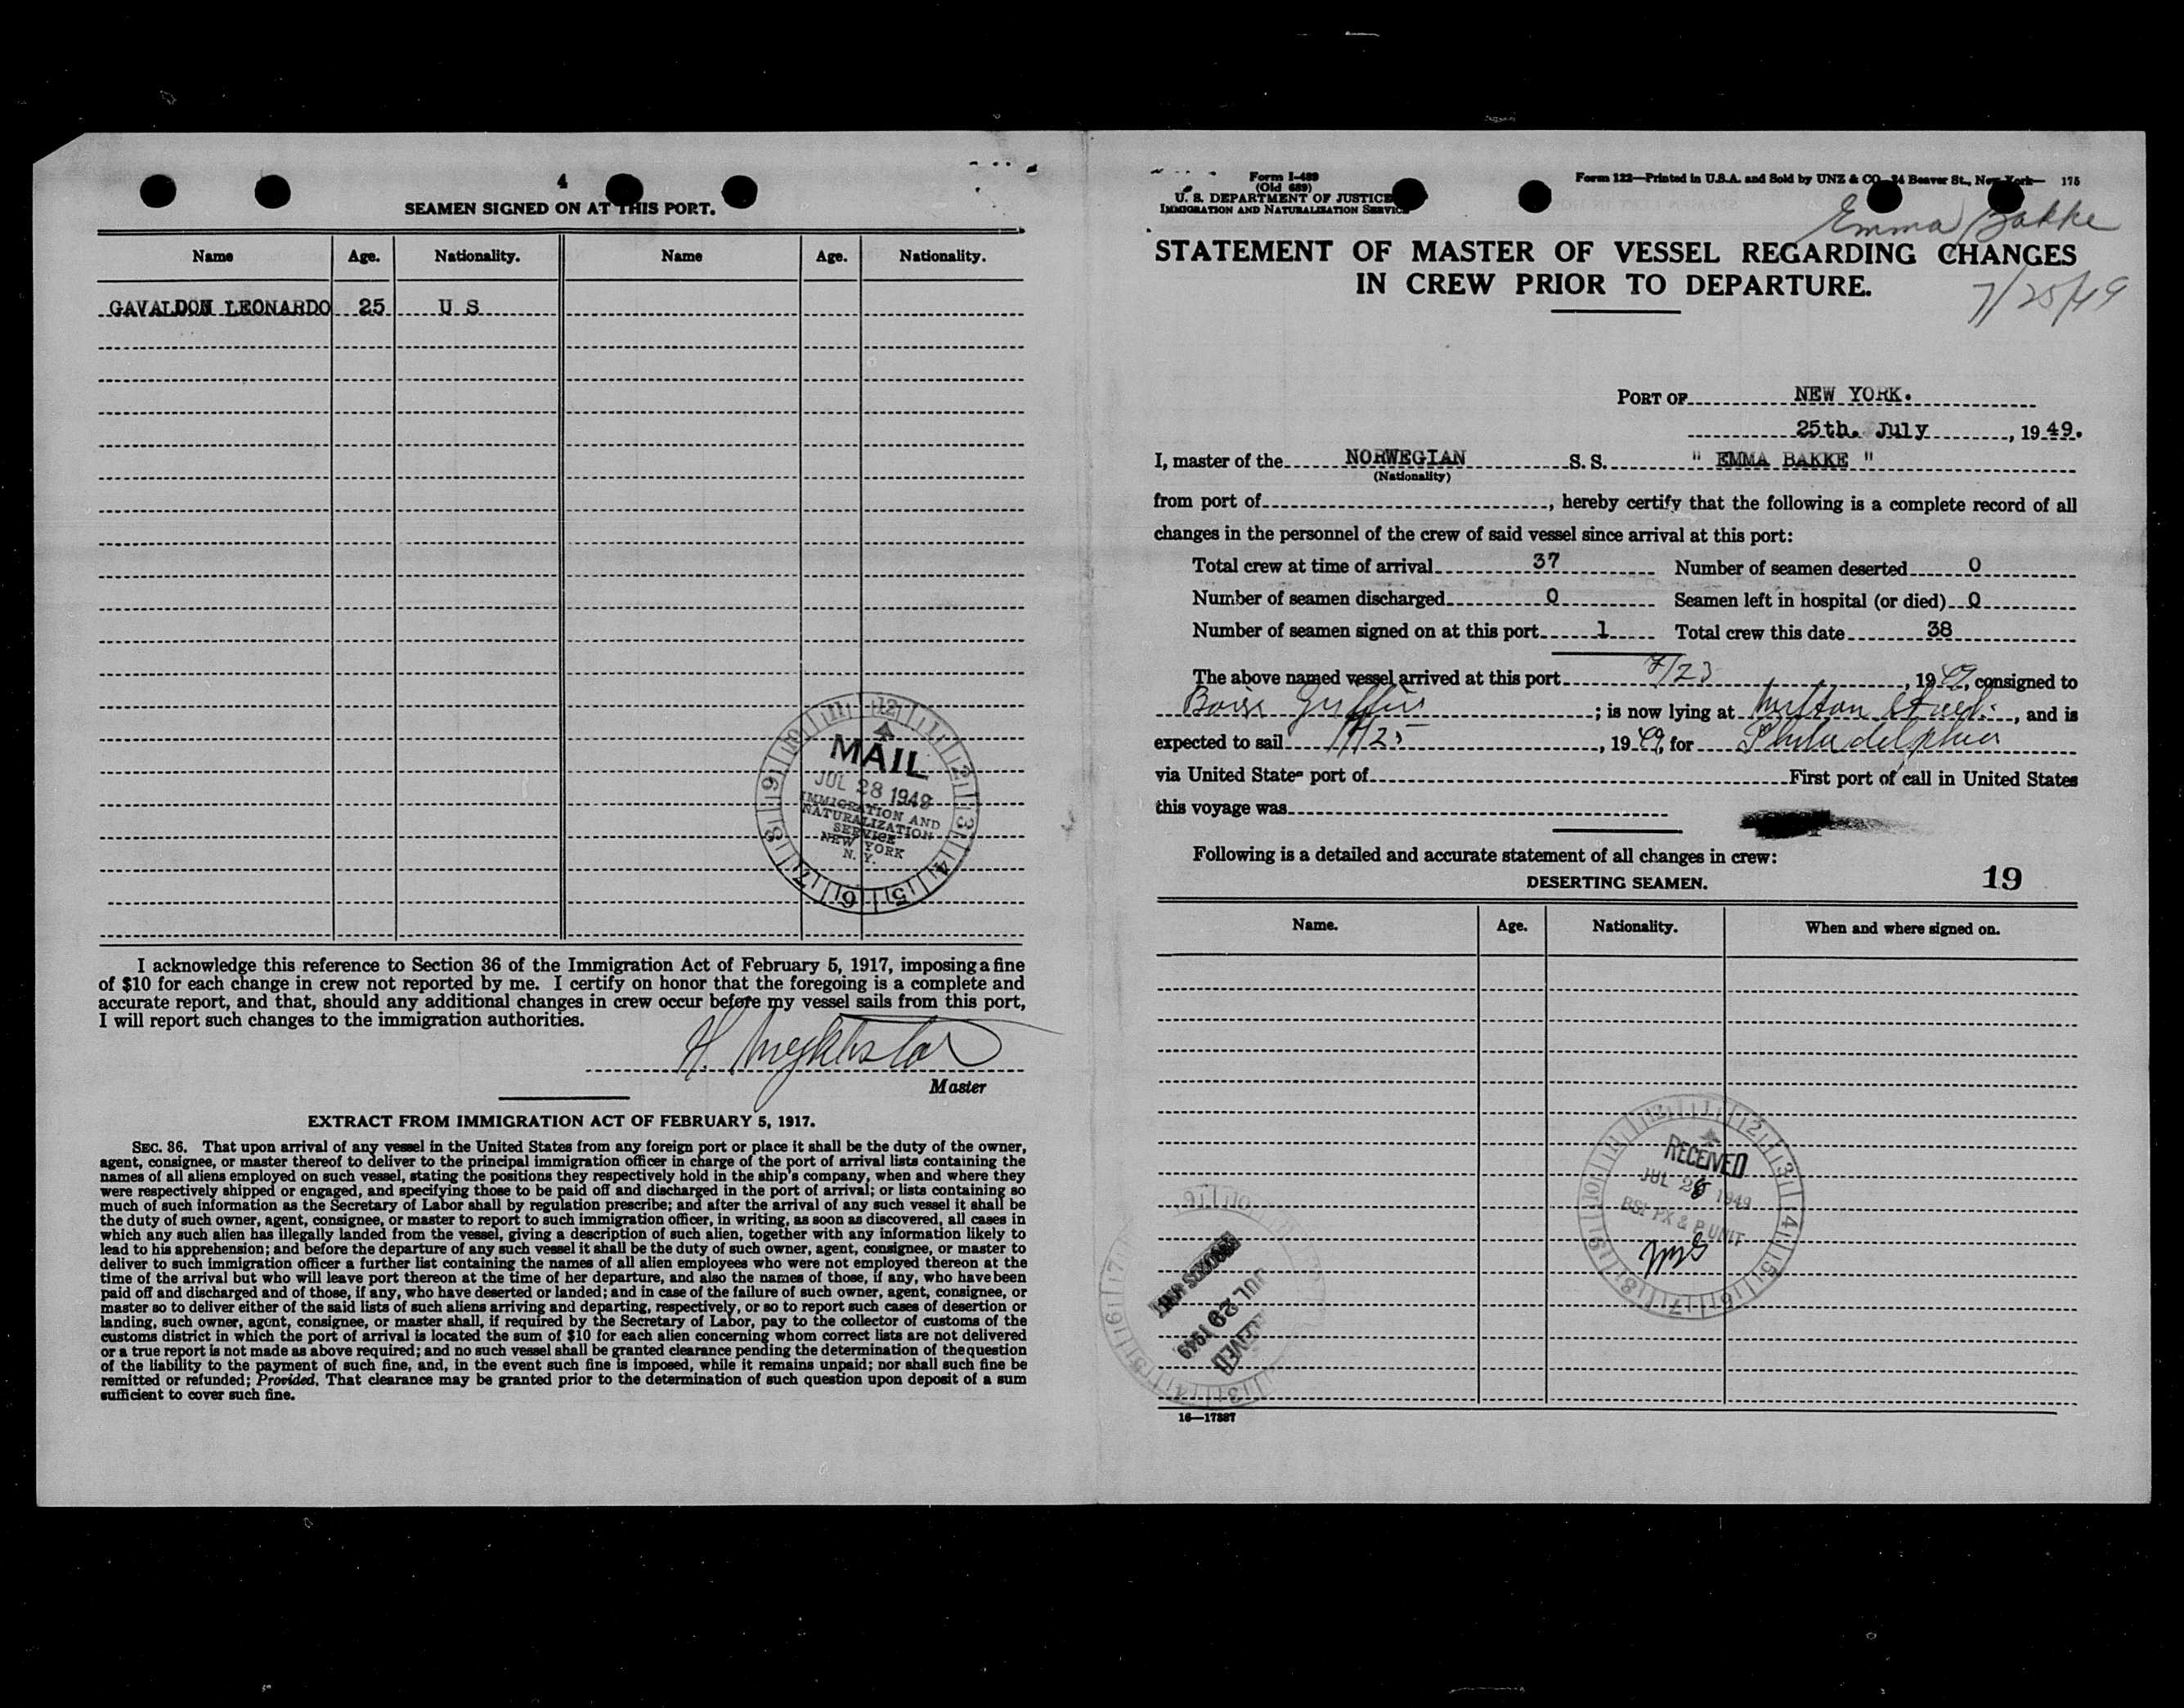 4
SEAMEN SIGNED ON AT THIS PORT.
Name Age. Nationality. Name Age. Nationality.
GAVALDON LEONARDO 25 U S
MAIL
JUL 28 1949
IMMIGRATION AND
NATURALIZATION
SERVICE
NEW YORK
N. Y.
I acknowledge this reference to Section 36 of the Immigration Act of February 5, 1917, imposing a fine
of $10 for each change in crew not reported by me. I certify on honor that the foregoing is a complete and
accurate report, and that, should any additional changes in crew occur before my vessel sails from this port,
I will report such changes to the immigration authorities.
H.
Master
EXTRACT FROM IMMIGRATION ACT OF FEBRUARY 5, 1917.
SEC. 36. That upon arrival of any vessel in the United States from any foreign port or place it shall be the duty of the owner,
agent, consignee, or master thereof to deliver to the principal immigration officer in charge of the port of arrival lists containing the
names of all aliens employed on such vessel, stating the positions they respectively hold in the ship's company, when and where they
were respectively shipped or engaged, and specifying those to be paid off and discharged in the port of arrival; or lists containing so
much of such information as the Secretary of Labor shall by regulation prescribe; and after the arrival of any such vessel it shall be
the duty of such owner, agent, consignee, or master to report to such immigration officer, in writing, as soon as discovered, all cases in
which any such alien has illegally landed from the vessel, giving a description of such alien, together with any information likely to
lead to his apprehension; and before the departure of any such vessel it shall be the duty of such owner, agent, consignee, or master to
deliver to such immigration officer a further list containing the names of all alien employees who were not employed thereon at the
time of the arrival but who will leave port thereon at the time of her departure, and also the names of those, if any, who have been
paid off and discharged and of those, if any, who have deserted or landed; and in case of the failure of such owner, agent, consignee, or
master so to deliver either of the said lists of such aliens arriving and departing, respectively, or so to report such cases of desertion or
landing, such owner, agent, consignee, or master shall, if required by the Secretary of Labor, pay to the collector of customs of the
customs district in which the port of arrival is located the sum of $10 for each alien concerning whom correct lists are not delivered
or a true report is not made as above required; and no such vessel shall be granted clearance pending the determination of the question
of the liability to the payment of such fine, and, in the event such fine is imposed, while it remains unpaid; nor shall such fine be
remitted or refunded; Provided, That clearance may be granted prior to the determination of such question upon deposit of a sum
sufficient to cover such fine.
Form I-489
(Old 689)
U. S. DEPARTMENT OF JUSTICE
IMMIGRATION AND NATURALIZATION SERVICE
Form 122—Printed in U.S.A. and Sold by UNZ & CO., 24 Beaver St., New York— 175
Emma Bakke
STATEMENT OF MASTER OF VESSEL REGARDING CHANGES
IN CREW PRIOR TO DEPARTURE.
7/25/49
PORT OF NEW YORK.
25th. July, 19 49.
I, master of the NORWEGIAN S. S. " EMMA BAKKE "
(Nationality)
from port of , hereby certify that the following is a complete record of all
changes in the personnel of the crew of said vessel since arrival at this port:
Total crew at time of arrival 37 Number of seamen deserted 0
Number of seamen discharged 0 Seamen left in hospital (or died) 0
Number of seamen signed on at this port 1 Total crew this date 38
The above named vessel arrived at this port 7/23, 19 49, consigned to
Boise Griffin ; is now lying at Street, and is
expected to sail 7/25, 19 49, for Philadelphia
via United States port of First port of call in United States
this voyage was
Following is a detailed and accurate statement of all changes in crew:
DESERTING SEAMEN. 19
Name. Age. Nationality. When and where signed on.
RECEIVED
JUL 28 1949
BSI PX & P UNIT
JUL 29 1949
RECEIVED
16—17387